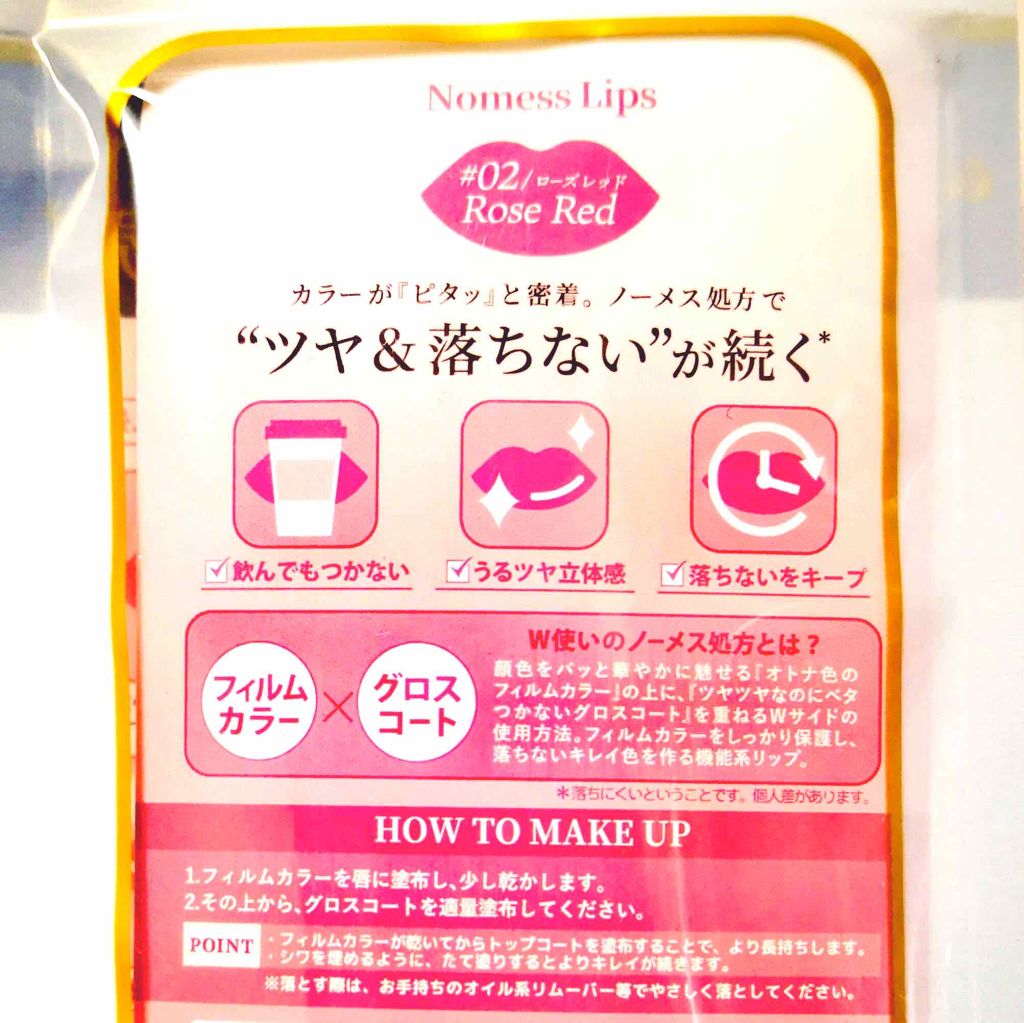 Nomess Lips
#02/ローズレッド
Rose Red
カラーが『ピタッ』と密着。ノーメス処方で
“ツヤ&落ちない”が続く*
飲んでもつかない
うるツヤ立体感
落ちないをキープ
フィルム
カラー
×
グロス
コート
W使いのノーメス処方とは?
顔色をパッと華やかに魅せる『オトナ色の
フィルムカラー』の上に、『ツヤツヤなのにベタ
つかないグロスコート』を重ねるWサイドの
使用方法。フィルムカラーをしっかり保護し、
落ちないキレイ色を作る機能系リップ。
*落ちにくいということです。個人差があります。
HOW TO MAKE UP
1.フィルムカラーを唇に塗布し、少し乾かします。
2.その上から、グロスコートを適量塗布してください。
POINT
・フィルムカラーが乾いてからトップコートを塗布することで、より長持ちします。
・シワを埋めるように、たて塗りするとよりキレイが続きます。
※落とす際は、お手持ちのオイル系リムーバー等でやさしく落としてください。